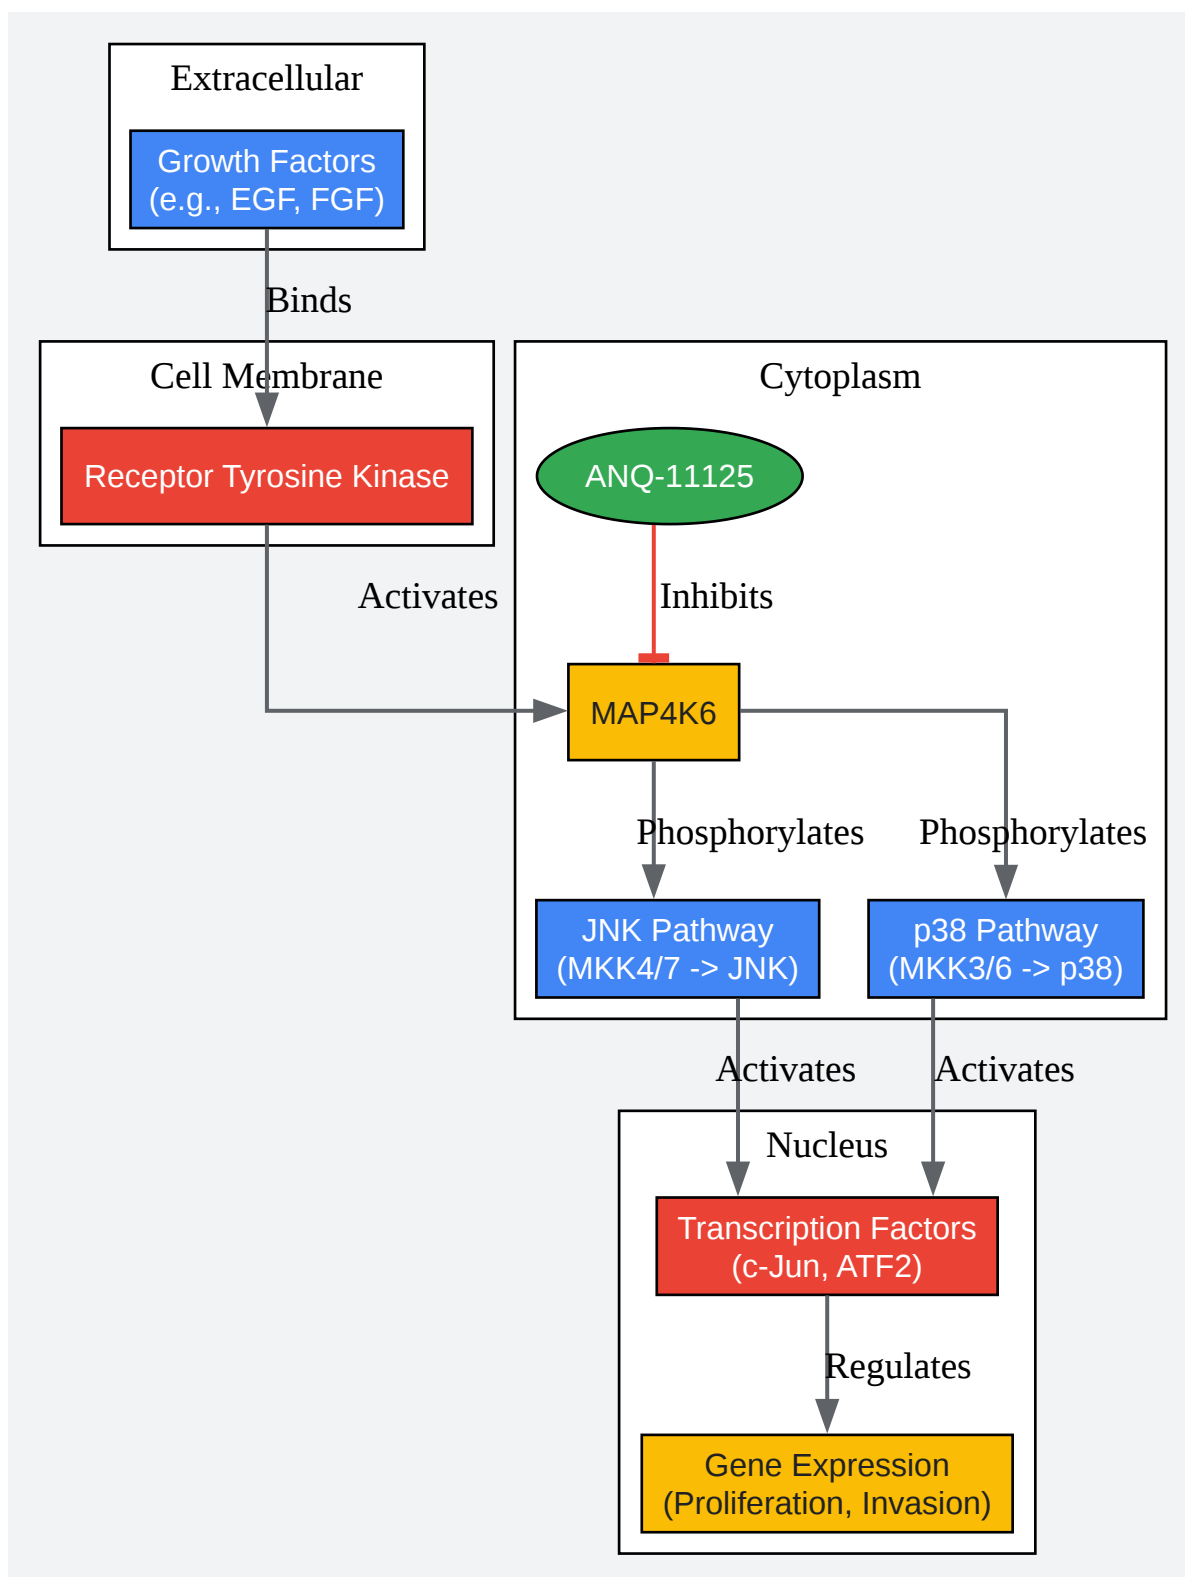 Extracellular
Growth Factors
(e.g., EGF, FGF)
Binds
Cell Membrane
Receptor Tyrosine Kinase
Cytoplasm
ANQ-11125
Activates
Inhibits
MAP4K6
Phosphorylates
Phosphorylates
JNK Pathway
(MKK4/7 -> JNK)
p38 Pathway
(MKK3/6 -> p38)
Activates
Activates
Nucleus
Transcription Factors
(c-Jun, ATF2)
Regulates
Gene Expression
(Proliferation, Invasion)